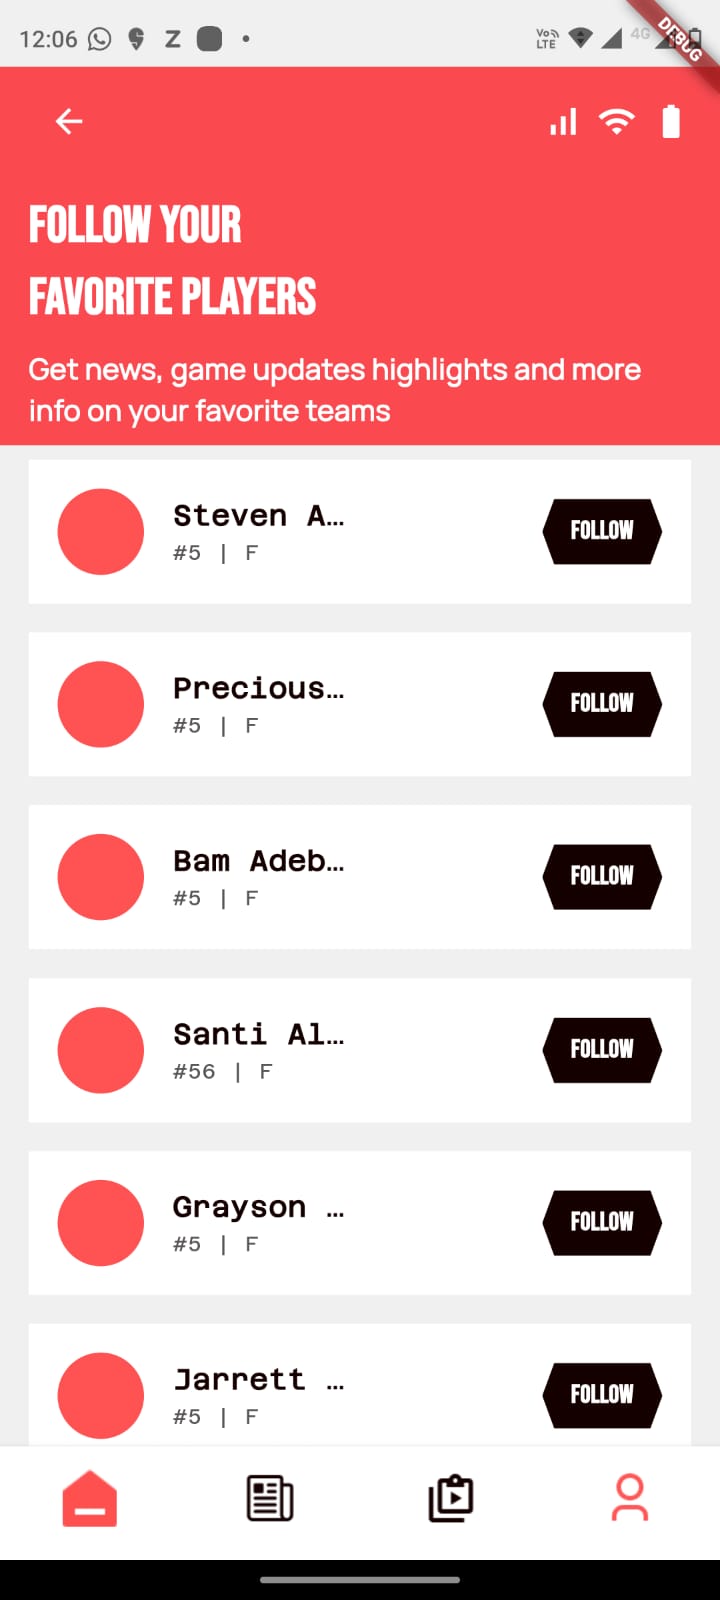 12:06
Vo)) LTE
4G
DEBUG
FOLLOW YOUR
FAVORITE PLAYERS
Get news, game updates highlights and more
info on your favorite teams
Steven A…
#5 | F
FOLLOW
Precious…
#5 | F
FOLLOW
Bam Adeb…
#5 | F
FOLLOW
Santi Al…
#56 | F
FOLLOW
Grayson …
#5 | F
FOLLOW
Jarrett …
#5 | F
FOLLOW